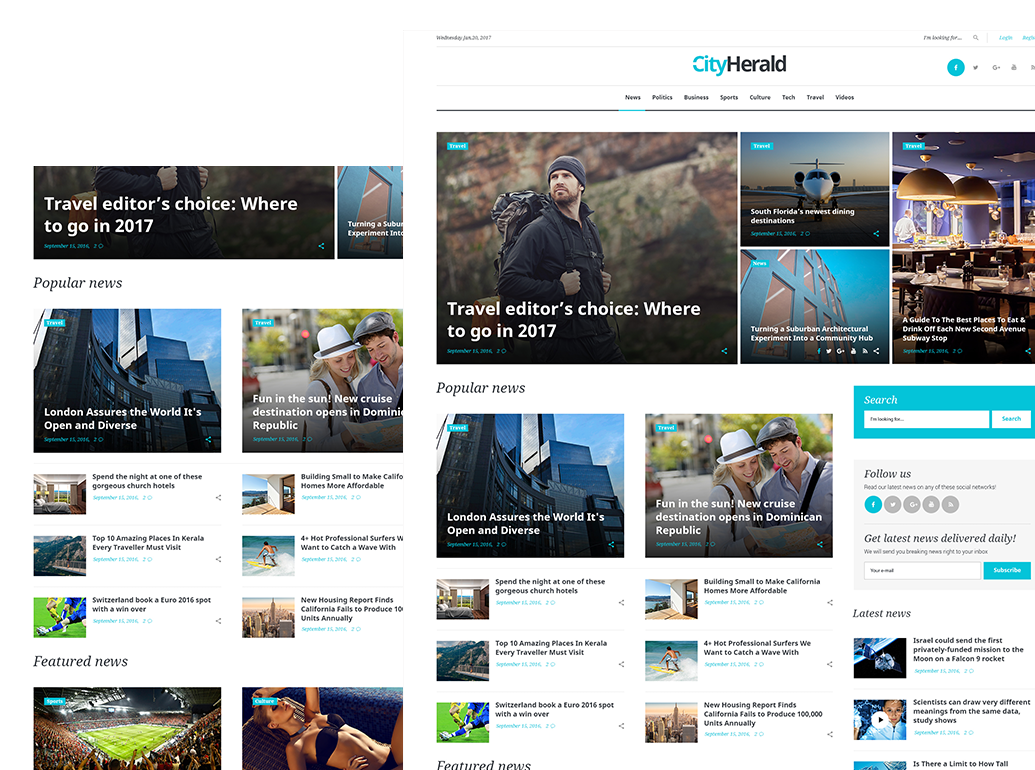 Travel editor's choice: Where
to go in 2017
September 15, 2016, 2
Turning a Subur
Experiment Into
Popular news
Travel
London Assures the World It's
Open and Diverse
September 15, 2016, 2
Travel
Fun in the sun! New cruise
destination opens in Dominic
Republic
September 15, 2016, 2
Spend the night at one of these
gorgeous church hotels
September 15, 2016, 2
Building Small to Make Califo
Homes More Affordable
September 15, 2016, 2
Top 10 Amazing Places In Kerala
Every Traveller Must Visit
September 15, 2016, 2
4+ Hot Professional Surfers W
Want to Catch a Wave With
September 15, 2016, 2
Switzerland book a Euro 2016 spot
with a win over
September 15, 2016, 2
New Housing Report Finds
California Fails to Produce 100
Units Annually
September 15, 2016, 2
Featured news
Sports
Culture
Wednesday Jan,20, 2017
I'm looking for...
Login
Regis
CityHerald
News Politics Business Sports Culture Tech Travel Videos
Travel
Travel editor's choice: Where
to go in 2017
September 15, 2016, 2
Travel
South Florida's newest dining
destinations
September 15, 2016, 2
News
Turning a Suburban Architectural
Experiment Into a Community Hub
September 15, 2016, 2
Travel
A Guide To The Best Places To Eat &
Drink Off Each New Second Avenue
Subway Stop
September 15, 2016, 2
Popular news
Travel
London Assures the World It's
Open and Diverse
September 15, 2016, 2
Travel
Fun in the sun! New cruise
destination opens in Dominican
Republic
September 15, 2016, 2
Spend the night at one of these
gorgeous church hotels
September 15, 2016, 2
Building Small to Make California
Homes More Affordable
September 15, 2016, 2
Top 10 Amazing Places In Kerala
Every Traveller Must Visit
September 15, 2016, 2
4+ Hot Professional Surfers We
Want to Catch a Wave With
September 15, 2016, 2
Switzerland book a Euro 2016 spot
with a win over
September 15, 2016, 2
New Housing Report Finds
California Fails to Produce 100,000
Units Annually
September 15, 2016, 2
Featured news
Search
I'm looking for...
Search
Follow us
Read our latest news on any of these social networks!
Get latest news delivered daily!
We will send you breaking news right to your inbox
Your e-mail
Subscribe
Latest news
Israel could send the first
privately-funded mission to the
Moon on a Falcon 9 rocket
September 15, 2016, 2
Scientists can draw very different
meanings from the same data,
study shows
September 15, 2016, 2
Is There a Limit to How Tall